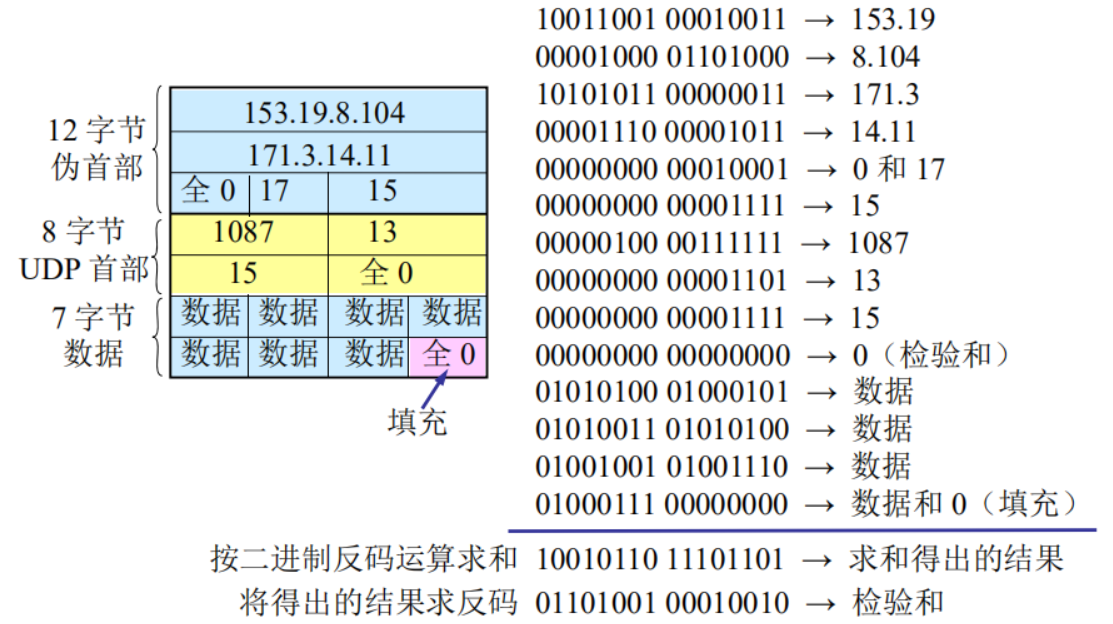 12 字节
伪首部
153.19.8.104
171.3.14.11
全 0 17 15
8 字节
UDP 首部
1087 13
15 全 0
7 字节
数据
数据 数据 数据 数据
数据 数据 数据 全 0
填充
10011001 00010011 → 153.19
00001000 01101000 → 8.104
10101011 00000011 → 171.3
00001110 00001011 → 14.11
00000000 00010001 → 0 和 17
00000000 00001111 → 15
00000100 00111111 → 1087
00000000 00001101 → 13
00000000 00001111 → 15
00000000 00000000 → 0（检验和）
01010100 01000101 → 数据
01010011 01010100 → 数据
01001001 01001110 → 数据
01000111 00000000 → 数据和 0（填充）
按二进制反码运算求和 10010110 11101101 → 求和得出的结果
将得出的结果求反码 01101001 00010010 → 检验和